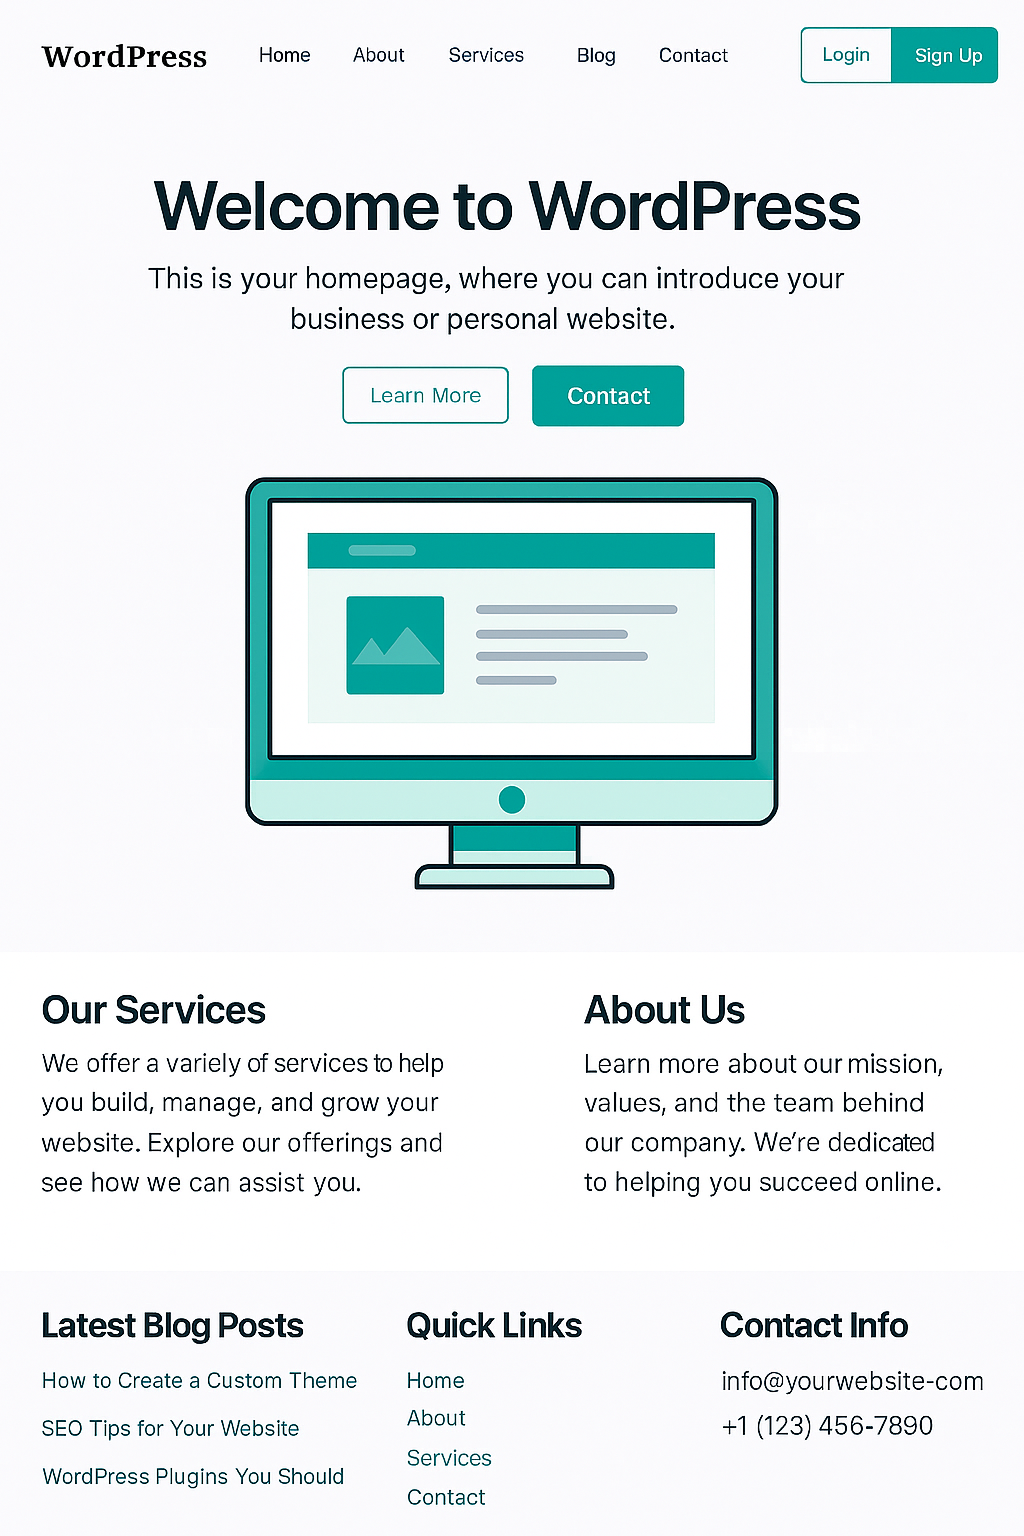 WordPress
Home
About
Services
Blog
Contact
Login
Sign Up
Welcome to WordPress
This is your homepage, where you can introduce your
business or personal website.
Learn More
Contact
Our Services
We offer a variely of services to help
you build, manage, and grow your
website. Explore our offerings and
see how we can assist you.
About Us
Learn more about our mission,
values, and the team behind
our company. We’re dedicated
to helping you succeed online.
Latest Blog Posts
How to Create a Custom Theme
SEO Tips for Your Website
WordPress Plugins You Should
Quick Links
Home
About
Services
Contact
Contact Info
info@yourwebsite-com
+1 (123) 456-7890